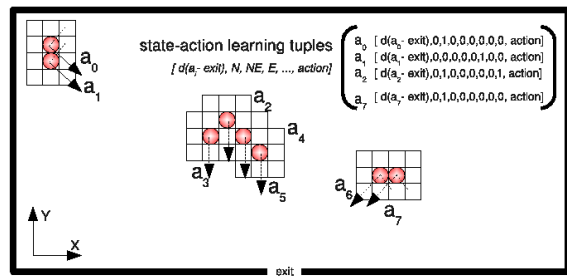 state-action learning tuples
[ d(aᵢ- exit), N, NE, E, ..., action]
a₀ [ d(a₀- exit),0,1,0,0,0,0,0, action]
a₁ [ d(a₁- exit),0,0,0,0,0,1,0,0, action]
a₂ [ d(a₂- exit),0,1,0,0,0,0,0,1, action]
a₇ [ d(a₇- exit),0,1,0,0,0,0,0, action]
a₀
a₁
a₂
a₄
a₃
a₅
a₆
a₇
Y
X
exit